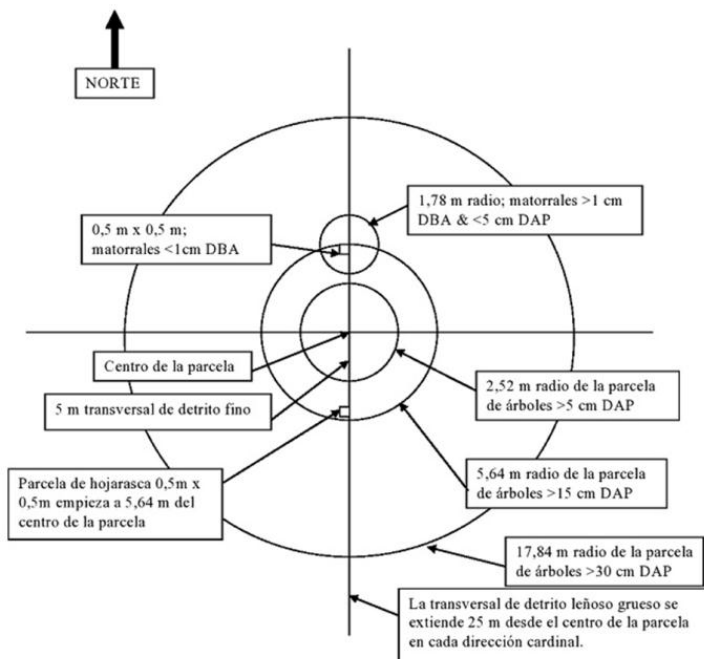 NORTE
1,78 m radio; matorrales >1 cm
DBA & <5 cm DAP
0,5 m x 0,5 m;
matorrales <1cm DBA
Centro de la parcela
2,52 m radio de la parcela
de árboles >5 cm DAP
5 m transversal de detrito fino
Parcela de hojarasca 0,5m x
0,5m empieza a 5,64 m del
centro de la parcela
5,64 m radio de la parcela
de árboles >15 cm DAP
17,84 m radio de la parcela
de árboles >30 cm DAP
La transversal de detrito leñoso grueso se
extiende 25 m desde el centro de la parcela
en cada dirección cardinal.